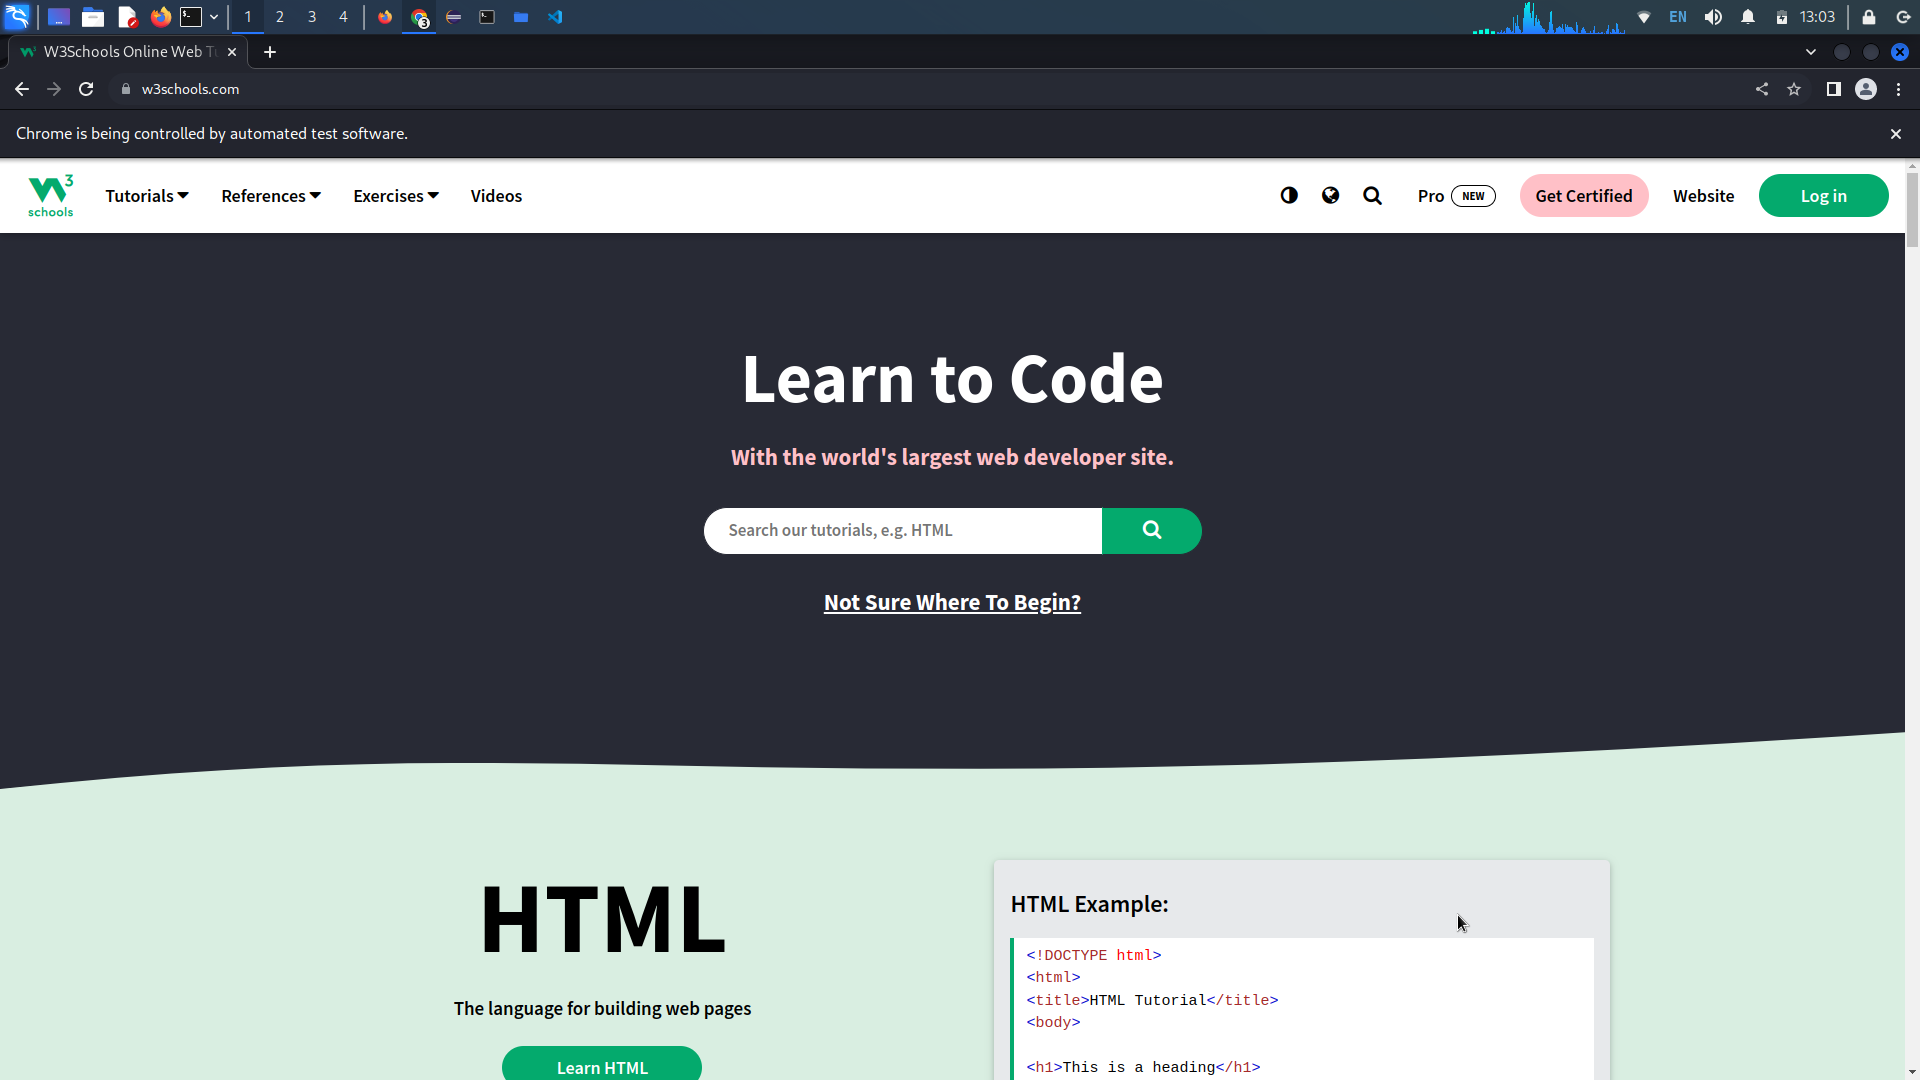 1 2 3 4
3
EN
13:03
W3Schools Online Web Tu
w3schools.com
Chrome is being controlled by automated test software.
W3 schools
Tutorials
References
Exercises
Videos
Pro NEW
Get Certified
Website
Log in
Learn to Code
With the world's largest web developer site.
Search our tutorials, e.g. HTML
Not Sure Where To Begin?
HTML
The language for building web pages
Learn HTML
HTML Example:
<!DOCTYPE html>
<html>
<title>HTML Tutorial</title>
<body>
<h1>This is a heading</h1>